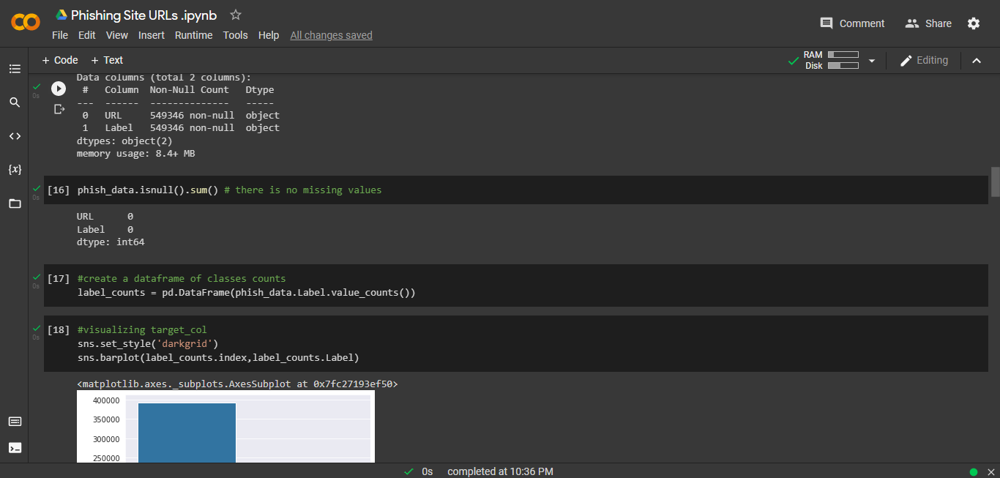 Phishing Site URLs .ipynb
File Edit View Insert Runtime Tools Help All changes saved
Comment Share
+ Code + Text
RAM
Disk
Editing
Data columns (total 2 columns):
 #   Column  Non-Null Count   Dtype
---  ------  --------------   -----
 0   URL     549346 non-null  object
 1   Label   549346 non-null  object
dtypes: object(2)
memory usage: 8.4+ MB
0s
[16] phish_data.isnull().sum() # there is no missing values
0s
URL      0
Label    0
dtype: int64
[17] #create a dataframe of classes counts
0s
label_counts = pd.DataFrame(phish_data.Label.value_counts())
[18] #visualizing target_col
0s
sns.set_style('darkgrid')
sns.barplot(label_counts.index,label_counts.Label)
<matplotlib.axes._subplots.AxesSubplot at 0x7fc27193ef50>
400000
350000
300000
250000
{x}
0s completed at 10:36 PM